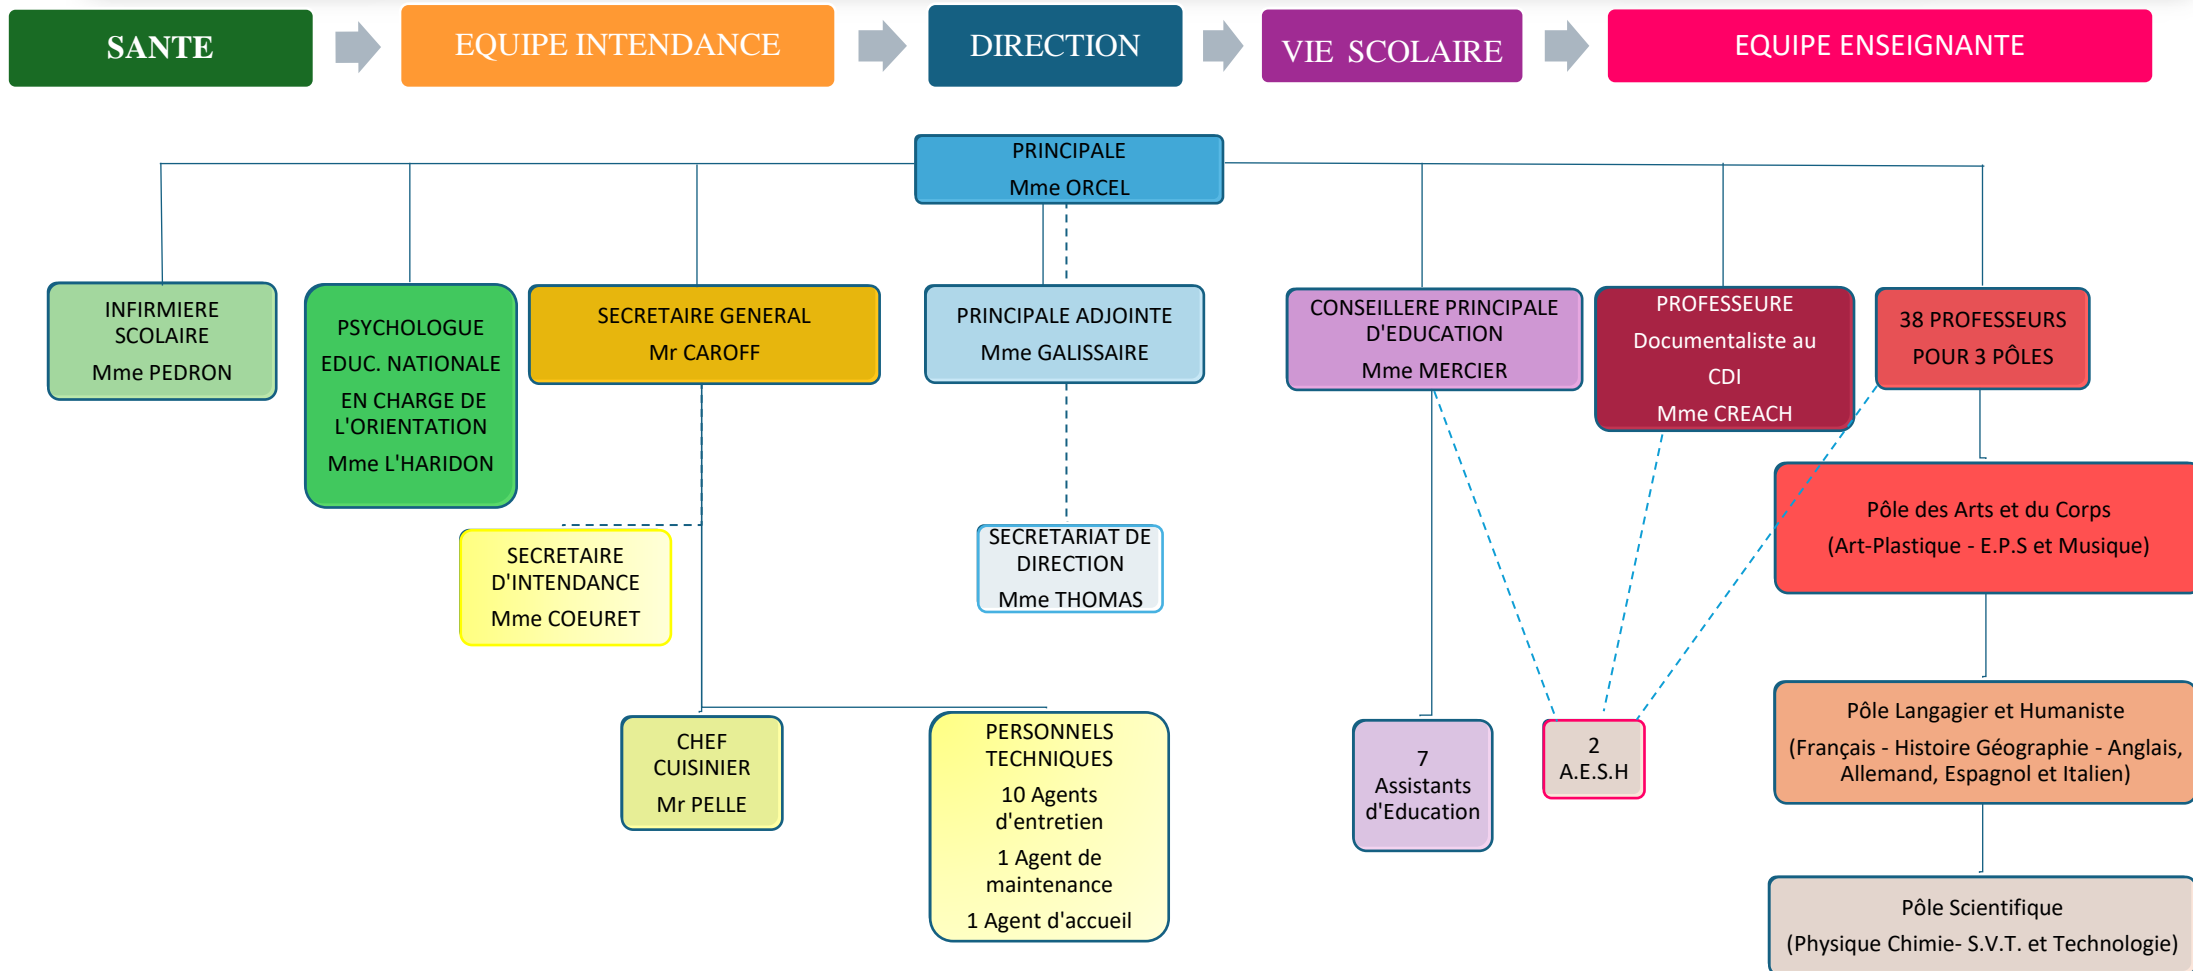 SANTE
EQUIPE INTENDANCE
DIRECTION
VIE SCOLAIRE
EQUIPE ENSEIGNANTE
PRINCIPALE
Mme ORCEL
INFIRMIERE
SCOLAIRE
Mme PEDRON
PSYCHOLOGUE
EDUC. NATIONALE
EN CHARGE DE
L'ORIENTATION
Mme L'HARIDON
SECRETAIRE GENERAL
Mr CAROFF
PRINCIPALE ADJOINTE
Mme GALISSAIRE
CONSEILLERE PRINCIPALE
D'EDUCATION
Mme MERCIER
PROFESSEURE
Documentaliste au
CDI
Mme CREACH
38 PROFESSEURS
POUR 3 PÔLES
SECRETAIRE
D'INTENDANCE
Mme COEURET
SECRETARIAT DE
DIRECTION
Mme THOMAS
Pôle des Arts et du Corps
(Art-Plastique - E.P.S et Musique)
CHEF
CUISINIER
Mr PELLE
PERSONNELS
TECHNIQUES
10 Agents
d'entretien
1 Agent de
maintenance
1 Agent d'accueil
7
Assistants
d'Education
2
A.E.S.H
Pôle Langagier et Humaniste
(Français - Histoire Géographie - Anglais,
Allemand, Espagnol et Italien)
Pôle Scientifique
(Physique Chimie- S.V.T. et Technologie)